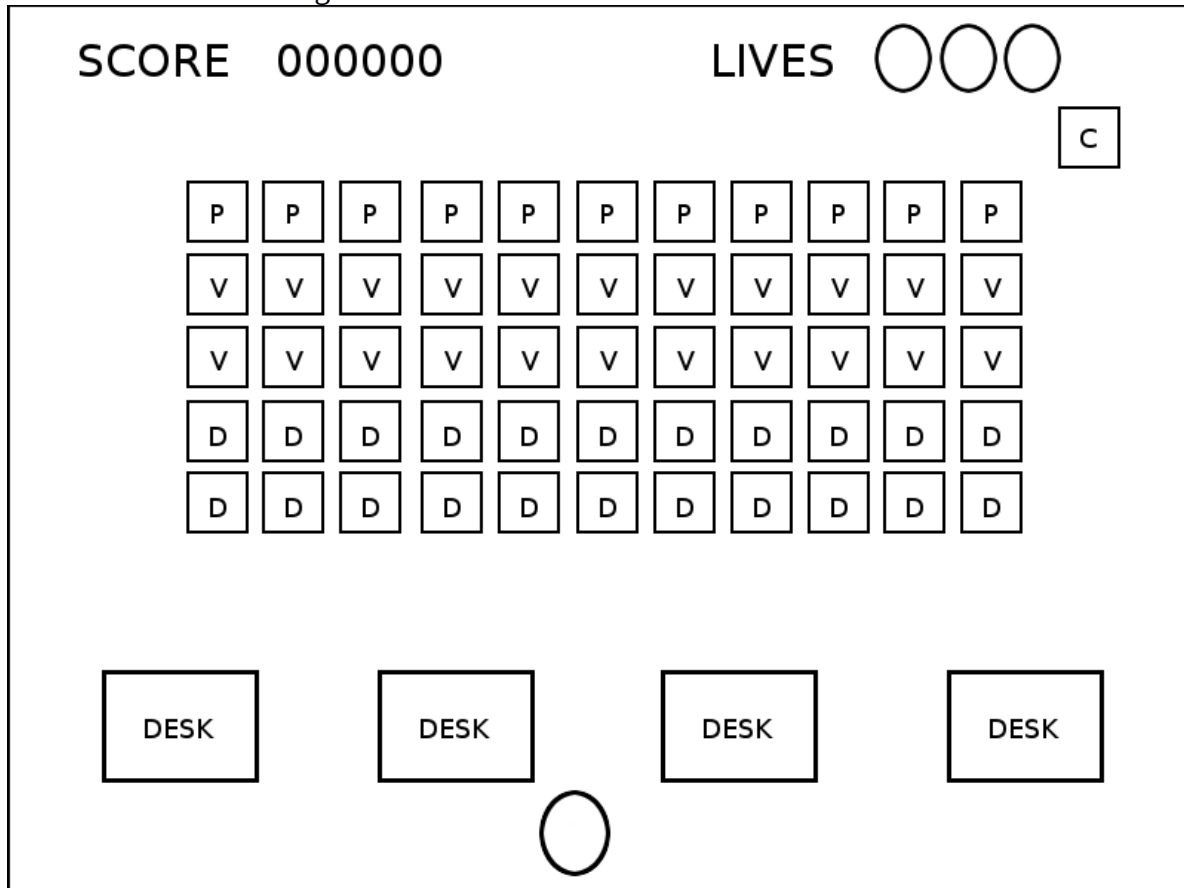 SCORE 000000 LIVES
C
P P P P P P P P P P P
V V V V V V V V V V V
V V V V V V V V V V V
D D D D D D D D D D D
D D D D D D D D D D D
DESK DESK DESK DESK